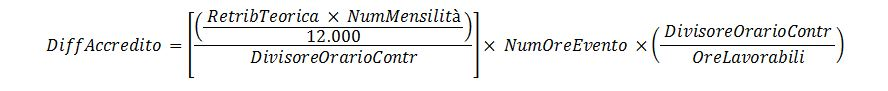 DiffAccredito = [((RetribTeorica × NumMensilità) / 12.000) / DivisoreOrarioContr] × NumOreEvento × (DivisoreOrarioContr / OreLavorabili)